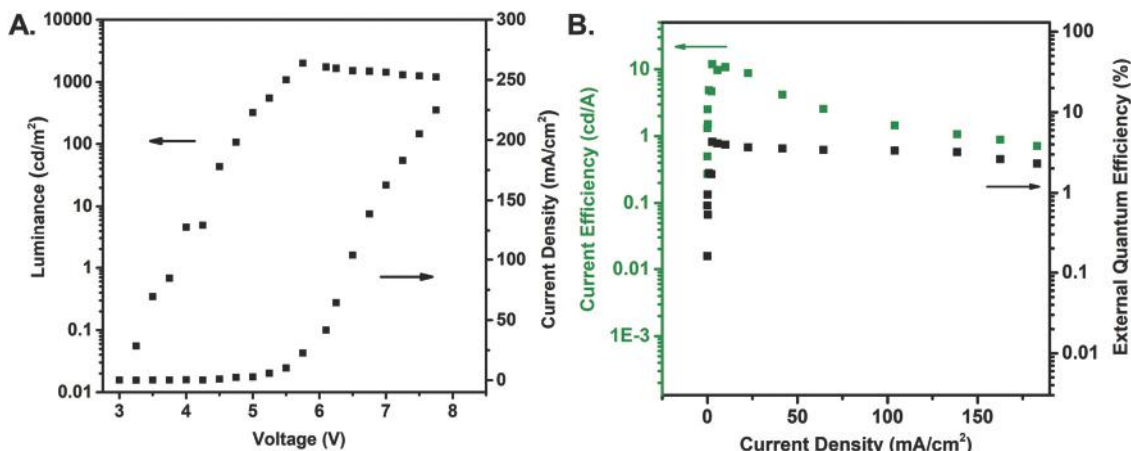 A.
10000
1000
100
10
1
0.1
0.01
Luminance (cd/m²)
3 4 5 6 7 8
Voltage (V)
300
250
200
150
100
50
0
Current Density (mA/cm²)
B.
10
1
0.1
0.01
1E-3
Current Efficiency (cd/A)
0 50 100 150
Current Density (mA/cm²)
100
10
1
0.1
0.01
External Quantum Efficiency (%)